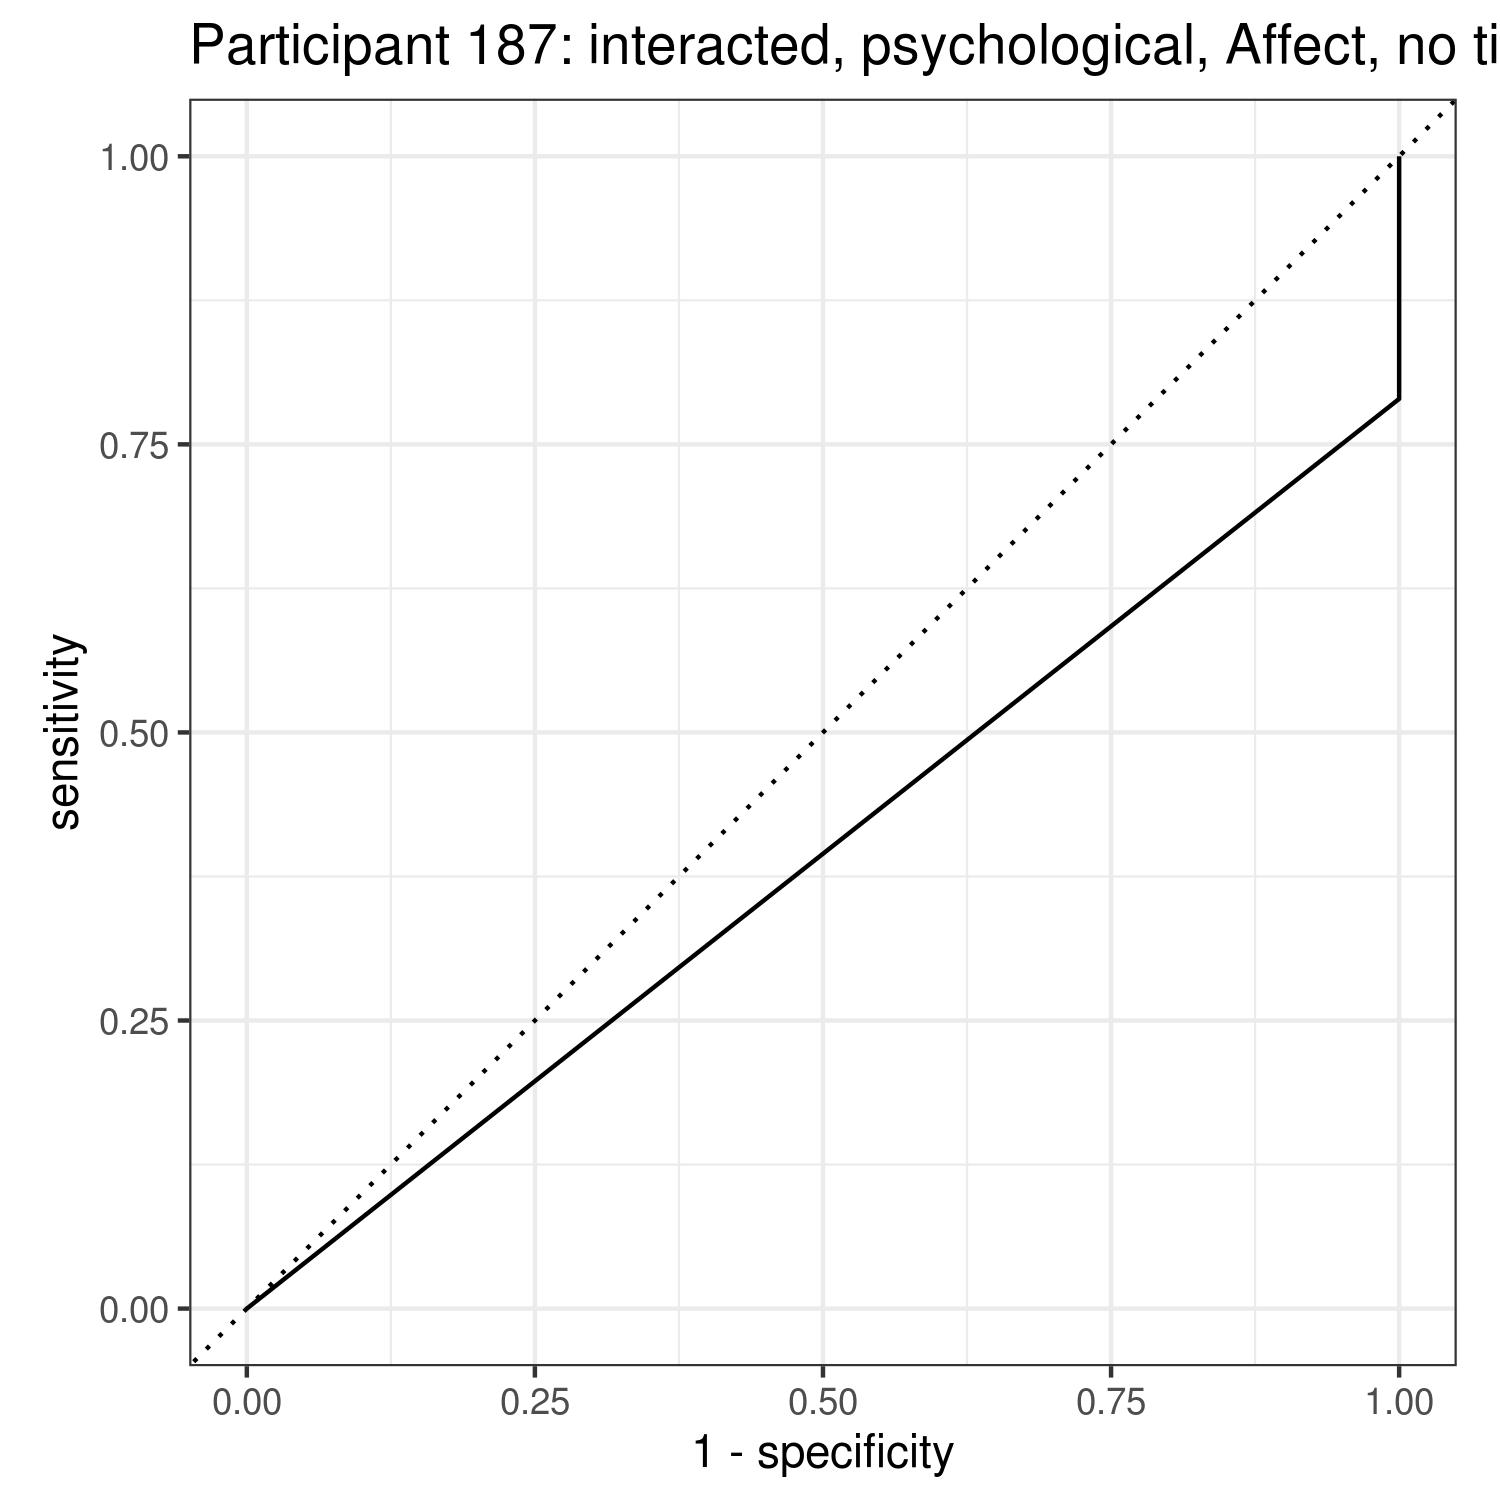 Participant 187: interacted, psychological, Affect, no ti
1.00
0.75
0.50
0.25
0.00
sensitivity
0.00 0.25 0.50 0.75 1.00
1 - specificity